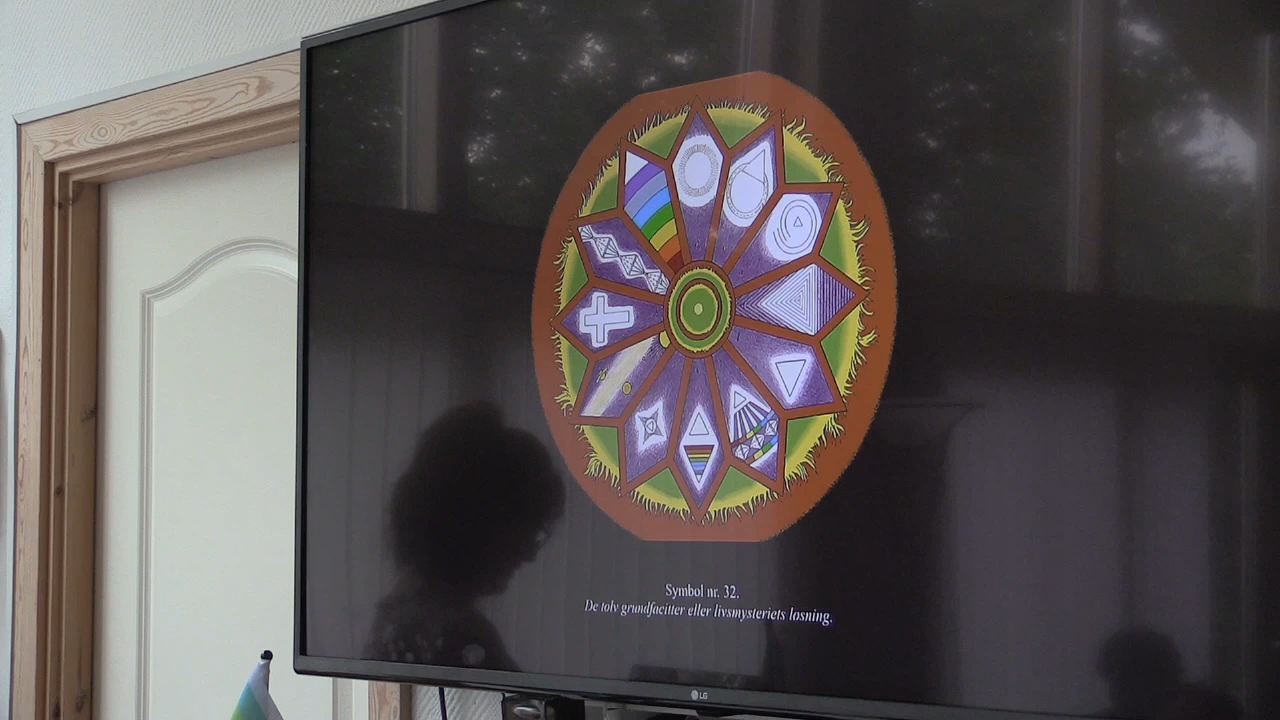 Symbol nr. 32.
De tolv grundfacitter eller livsmysteriets løsning.
LG